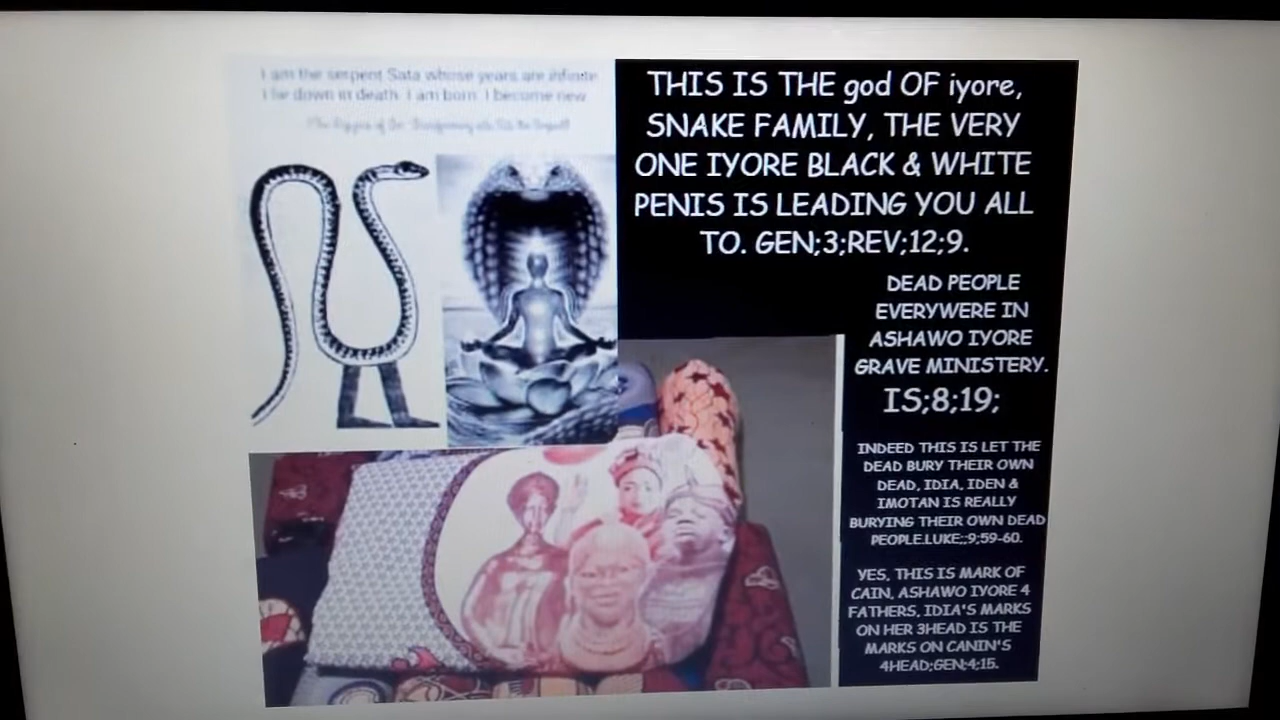 I am the serpent Sata whose years are infinite
I lie down in death. I am born. I become new
THIS IS THE god OF iyore,
SNAKE FAMILY, THE VERY
ONE IYORE BLACK & WHITE
PENIS IS LEADING YOU ALL
TO. GEN;3;REV;12;9.
DEAD PEOPLE
EVERYWERE IN
ASHAWO IYORE
GRAVE MINISTERY.
IS;8;19;
INDEED THIS IS LET THE
DEAD BURY THEIR OWN
DEAD, IDIA, IDEN &
IMOTAN IS REALLY
BURYING THEIR OWN DEAD
PEOPLE.LUKE;;9;59-60.
YES, THIS IS MARK OF
CAIN, ASHAWO IYORE 4
FATHERS, IDIA'S MARKS
ON HER 3HEAD IS THE
MARKS ON CANIN'S
4HEAD;GEN;4;15.